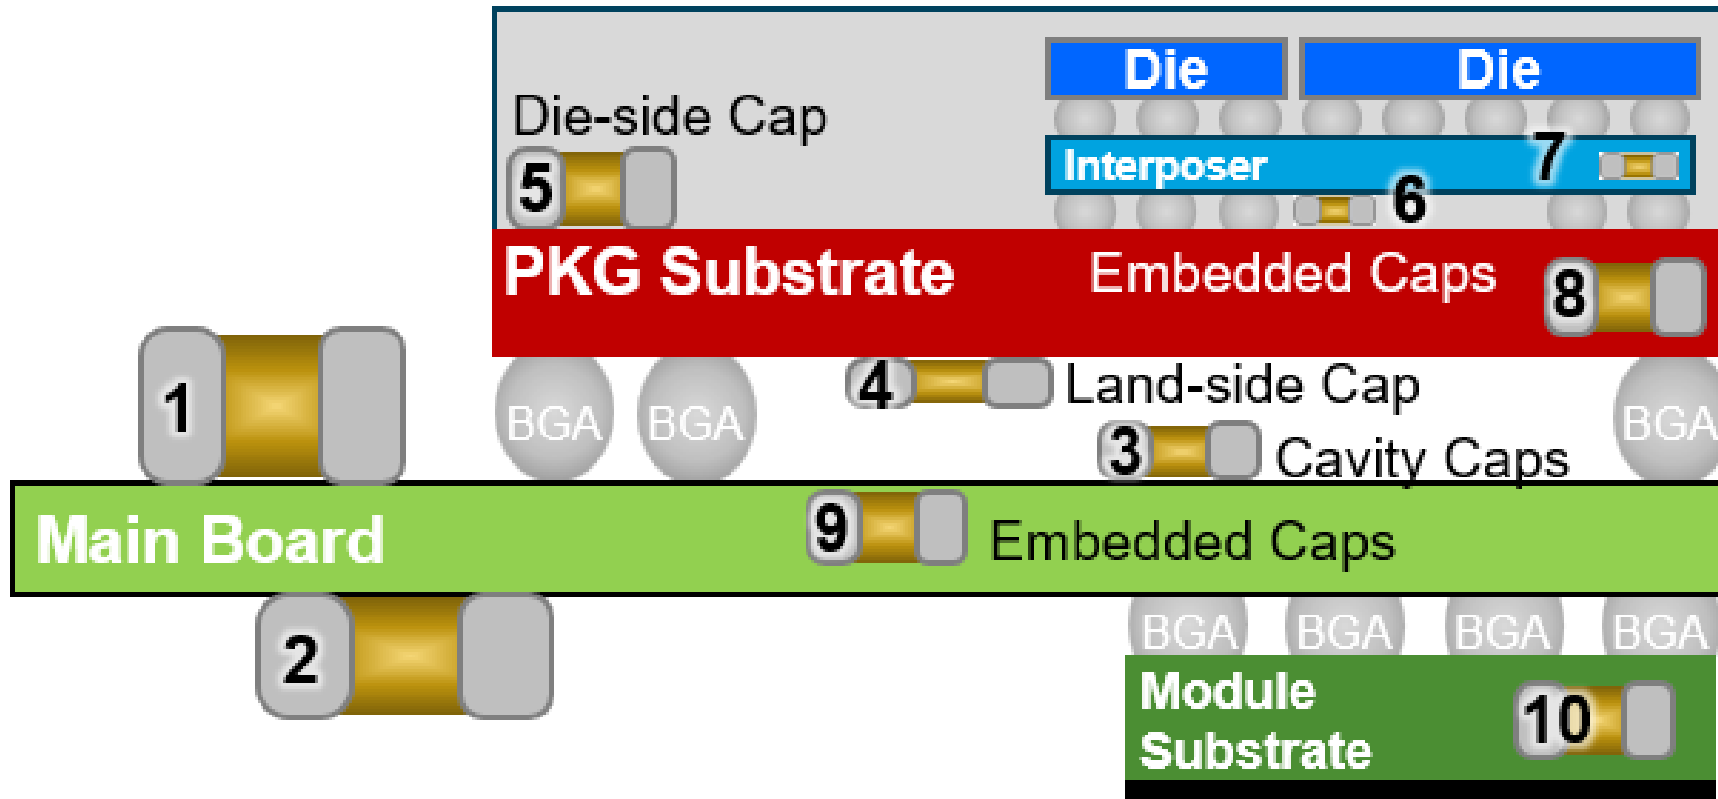 Die
Die
Die-side Cap
7
Interposer
5
6
PKG Substrate
Embedded Caps
8
1
4
Land-side Cap
BGA
BGA
BGA
3
Cavity Caps
Main Board
9
Embedded Caps
2
BGA
BGA
BGA
BGA
Module
Substrate
10